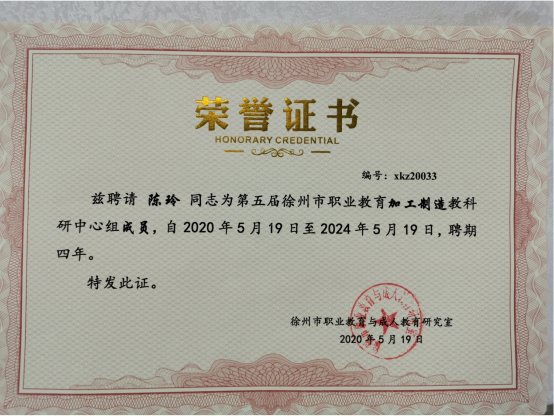 荣誉证书
HONORARY CREDENTIAL
编号：xkz20033
兹聘请 陈玲 同志为第五届徐州市职业教育加工制造教科
研中心组成员，自 2020 年 5 月 19 日至 2024 年 5 月 19 日，聘期
四年。
特发此证。
徐州市职业教育与成人教育研究室
2020 年 5 月 19 日